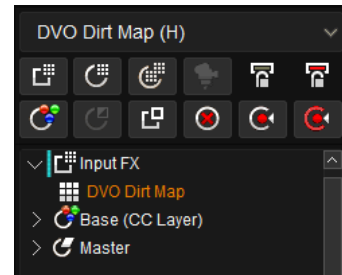 DVO Dirt Map (H)
Input FX
DVO Dirt Map
Base (CC Layer)
Master